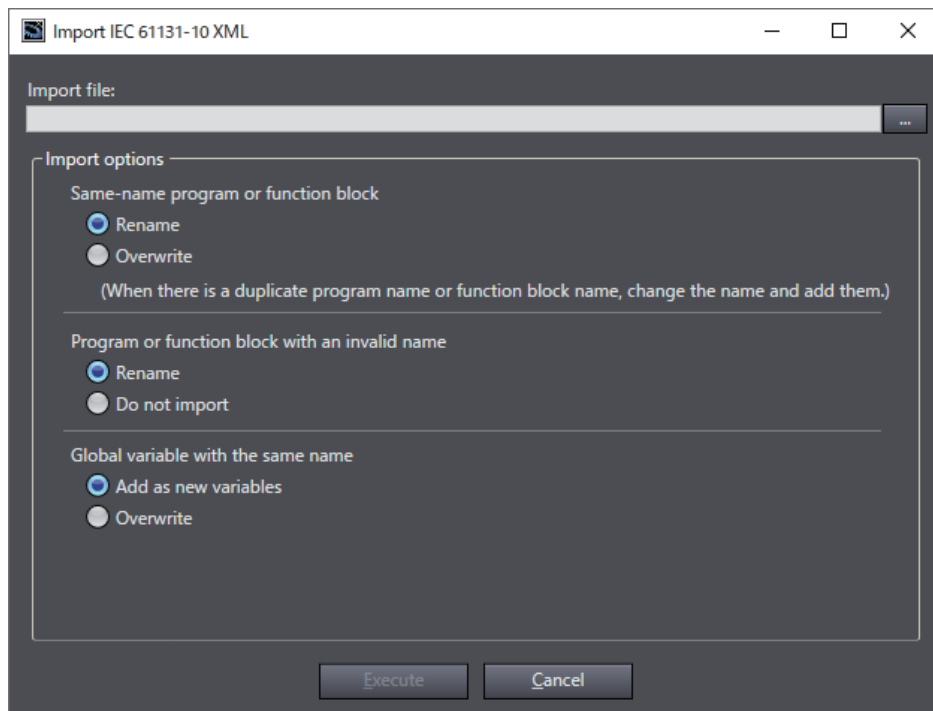 Import IEC 61131-10 XML
Import file:
...
Import options
Same-name program or function block
Rename
Overwrite
(When there is a duplicate program name or function block name, change the name and add them.)
Program or function block with an invalid name
Rename
Do not import
Global variable with the same name
Add as new variables
Overwrite
Execute Cancel